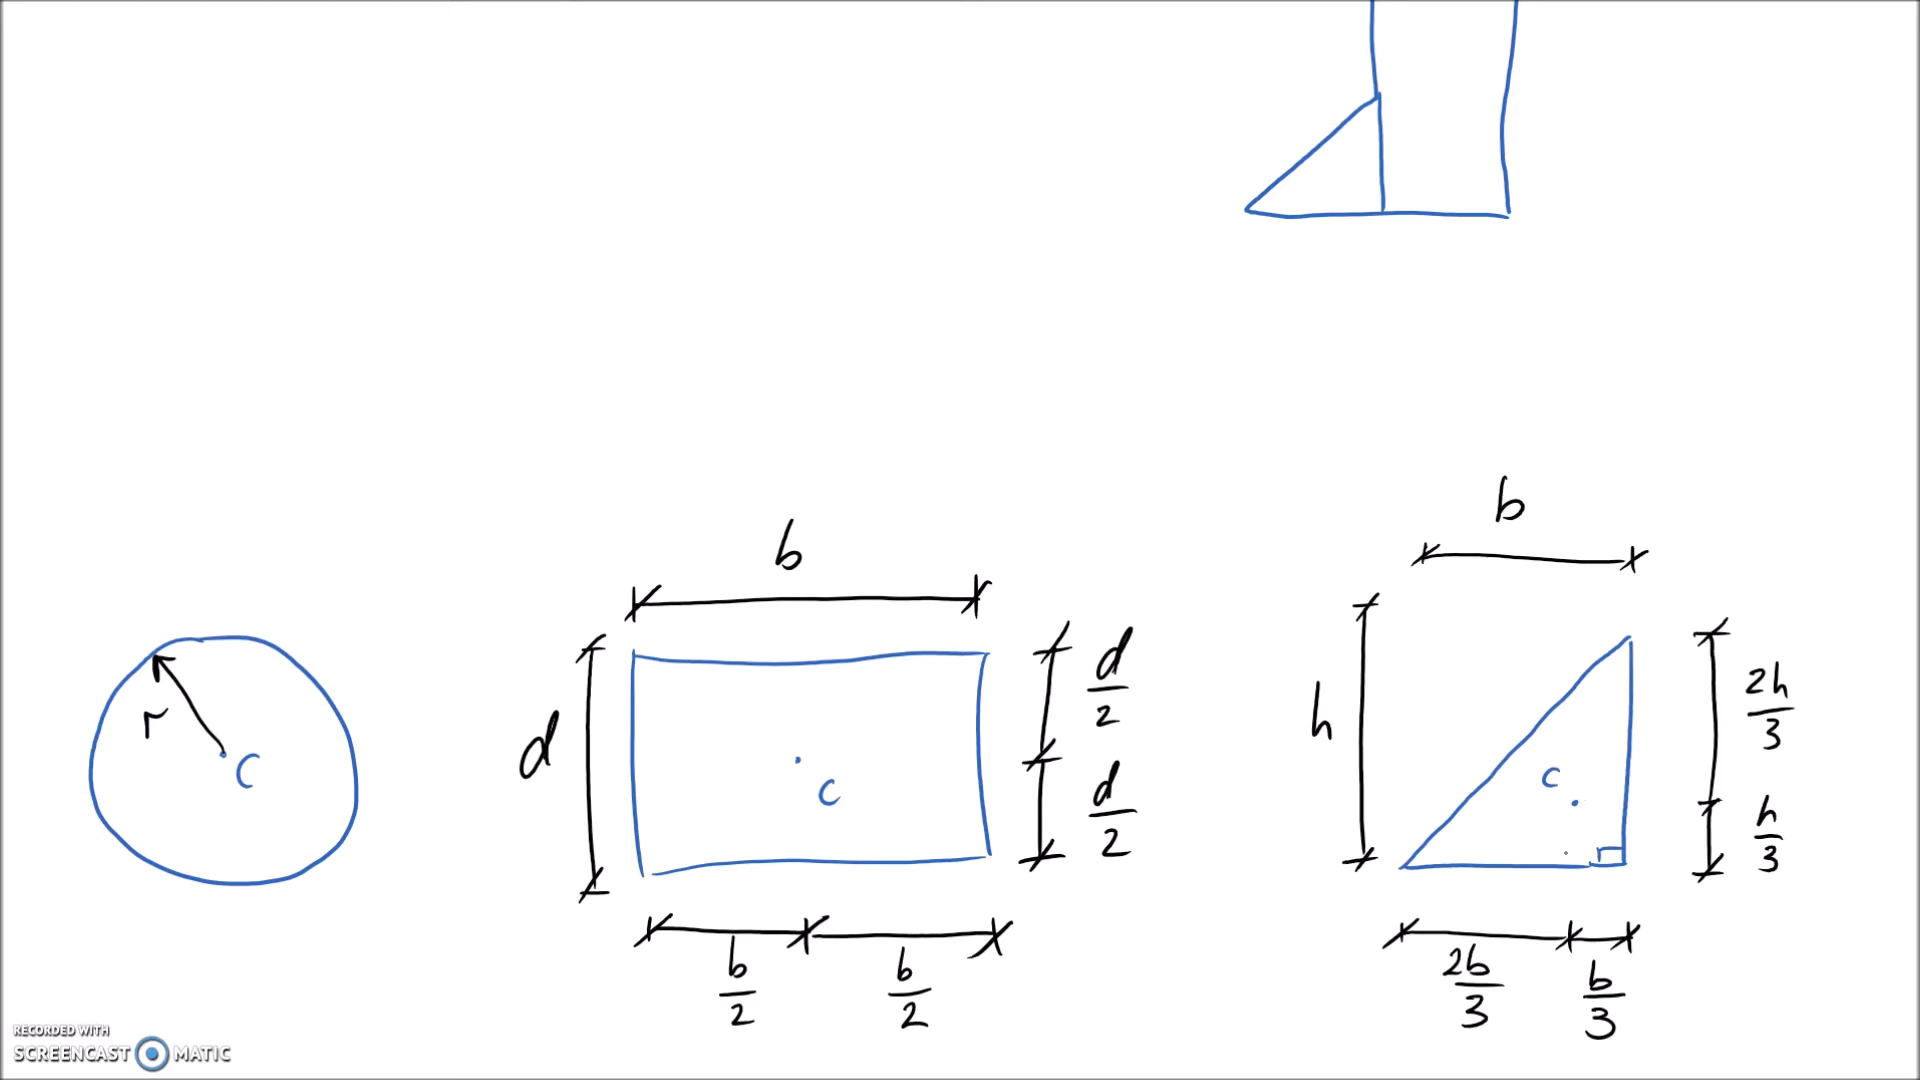 r
C
b
d
C
d/2
d/2
b/2
b/2
b
h
C
2h/3
h/3
2b/3
b/3
RECORDED WITH
SCREENCAST MATIC